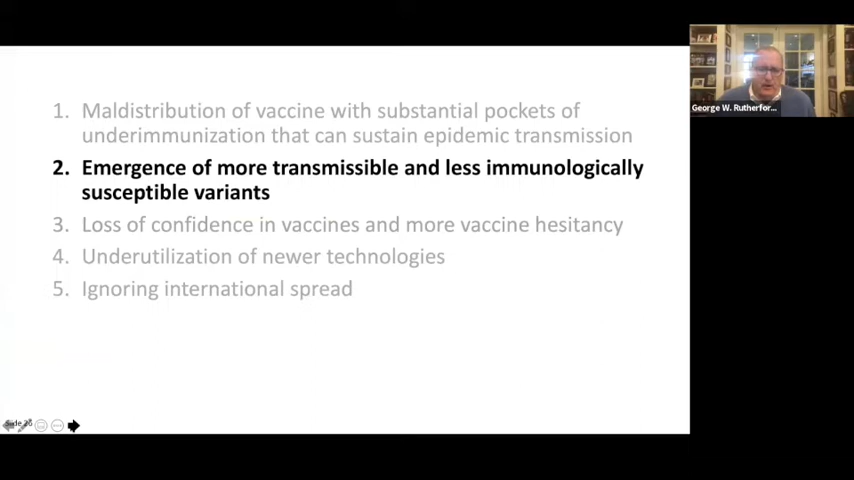 1. Maldistribution of vaccine with substantial pockets of
underimmunization that can sustain epidemic transmission
2. Emergence of more transmissible and less immunologically
susceptible variants
3. Loss of confidence in vaccines and more vaccine hesitancy
4. Underutilization of newer technologies
5. Ignoring international spread
George W. Rutherfor...
Slide 26